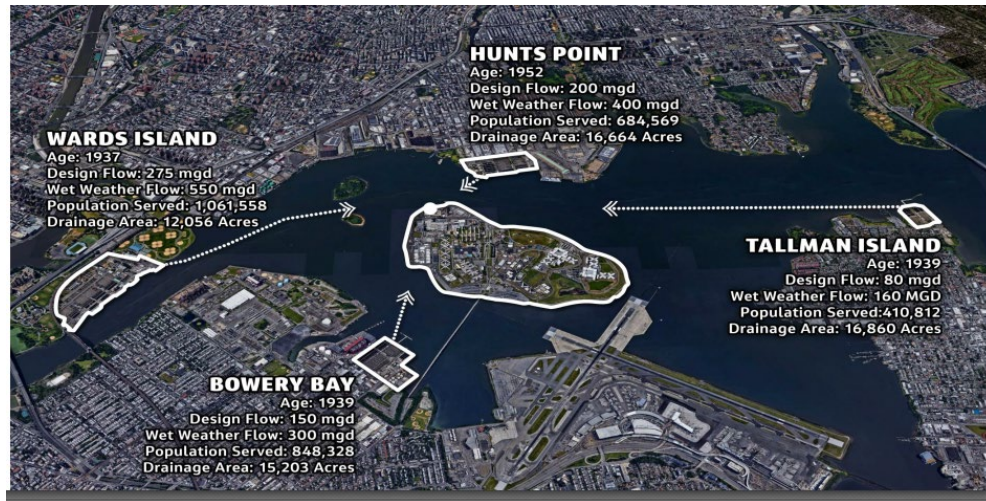 HUNTS POINT
Age: 1952
Design Flow: 200 mgd
Wet Weather Flow: 400 mgd
Population Served: 684,569
Drainage Area: 16,664 Acres
WARDS ISLAND
Age: 1937
Design Flow: 275 mgd
Wet Weather Flow: 550 mgd
Population Served: 1,061,558
Drainage Area: 12,056 Acres
TALLMAN ISLAND
Age: 1939
Design Flow: 80 mgd
Wet Weather Flow: 160 MGD
Population Served:410,812
Drainage Area: 16,860 Acres
BOWERY BAY
Age: 1939
Design Flow: 150 mgd
Wet Weather Flow: 300 mgd
Population Served: 848,328
Drainage Area: 15,203 Acres